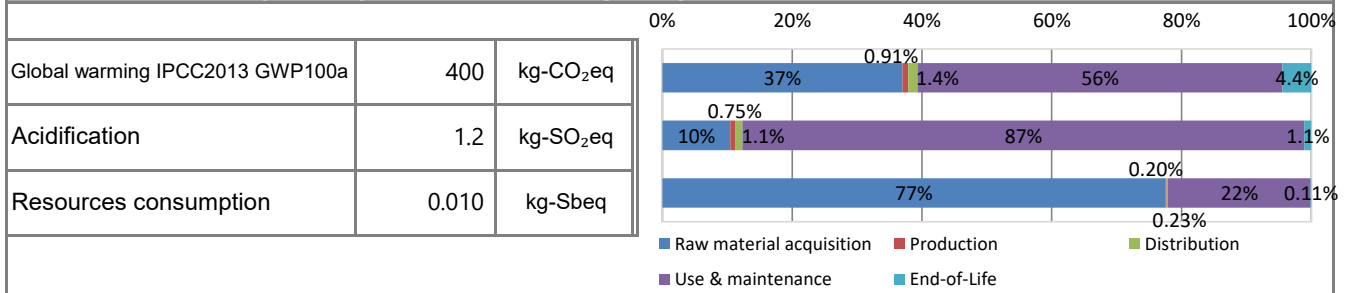 0% 20% 40% 60% 80% 100%
Global warming IPCC2013 GWP100a 400 kg-CO₂eq
0.91%
37% 1.4% 56% 4.4%
Acidification 1.2 kg-SO₂eq
0.75%
10% 1.1% 87% 1.1%
Resources consumption 0.010 kg-Sbeq
0.20%
77% 22% 0.11%
0.23%
Raw material acquisition Production Distribution
Use & maintenance End-of-Life